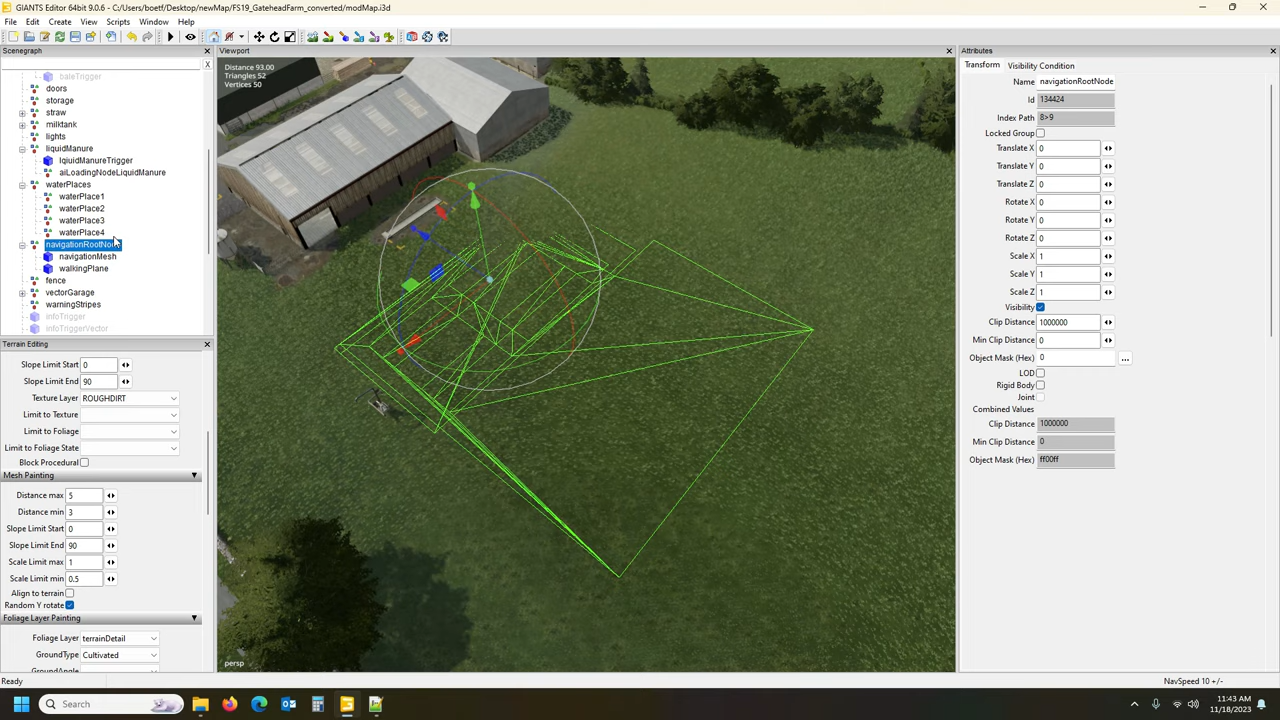 GIANTS Editor 64bit 9.0.6 - C:/Users/boetf/Desktop/newMap/FS19_GateheadFarm_converted/modMap.i3d
File Edit Create View Scripts Window Help
Scenegraph
X
baleTrigger
doors
storage
straw
milktank
lights
liquidManure
lqiuidManureTrigger
aiLoadingNodeLiquidManure
waterPlaces
waterPlace1
waterPlace2
waterPlace3
waterPlace4
navigationRootNode
navigationMesh
walkingPlane
fence
vectorGarage
warningStripes
infoTrigger
infoTriggerVector
Terrain Editing
Slope Limit Start 0
Slope Limit End 90
Texture Layer ROUGHDIRT
Limit to Texture
Limit to Foliage
Limit to Foliage State
Block Procedural
Mesh Painting
Distance max 5
Distance min 3
Slope Limit Start 0
Slope Limit End 90
Scale Limit max 1
Scale Limit min 0.5
Align to terrain
Random Y rotate
Foliage Layer Painting
Foliage Layer terrainDetail
GroundType Cultivated
GroundAngle
Ready
Viewport
Distance 93.00
Triangles 52
Vertices 50
persp
Attributes
Transform Visibility Condition
Name navigationRootNode
Id 134424
Index Path 8>9
Locked Group
Translate X 0
Translate Y 0
Translate Z 0
Rotate X 0
Rotate Y 0
Rotate Z 0
Scale X 1
Scale Y 1
Scale Z 1
Visibility
Clip Distance 1000000
Min Clip Distance 0
Object Mask (Hex) 0 ...
LOD
Rigid Body
Joint
Combined Values
Clip Distance 1000000
Min Clip Distance 0
Object Mask (Hex) ff00ff
NavSpeed 10 +/-
Search
11:43 AM
11/18/2023